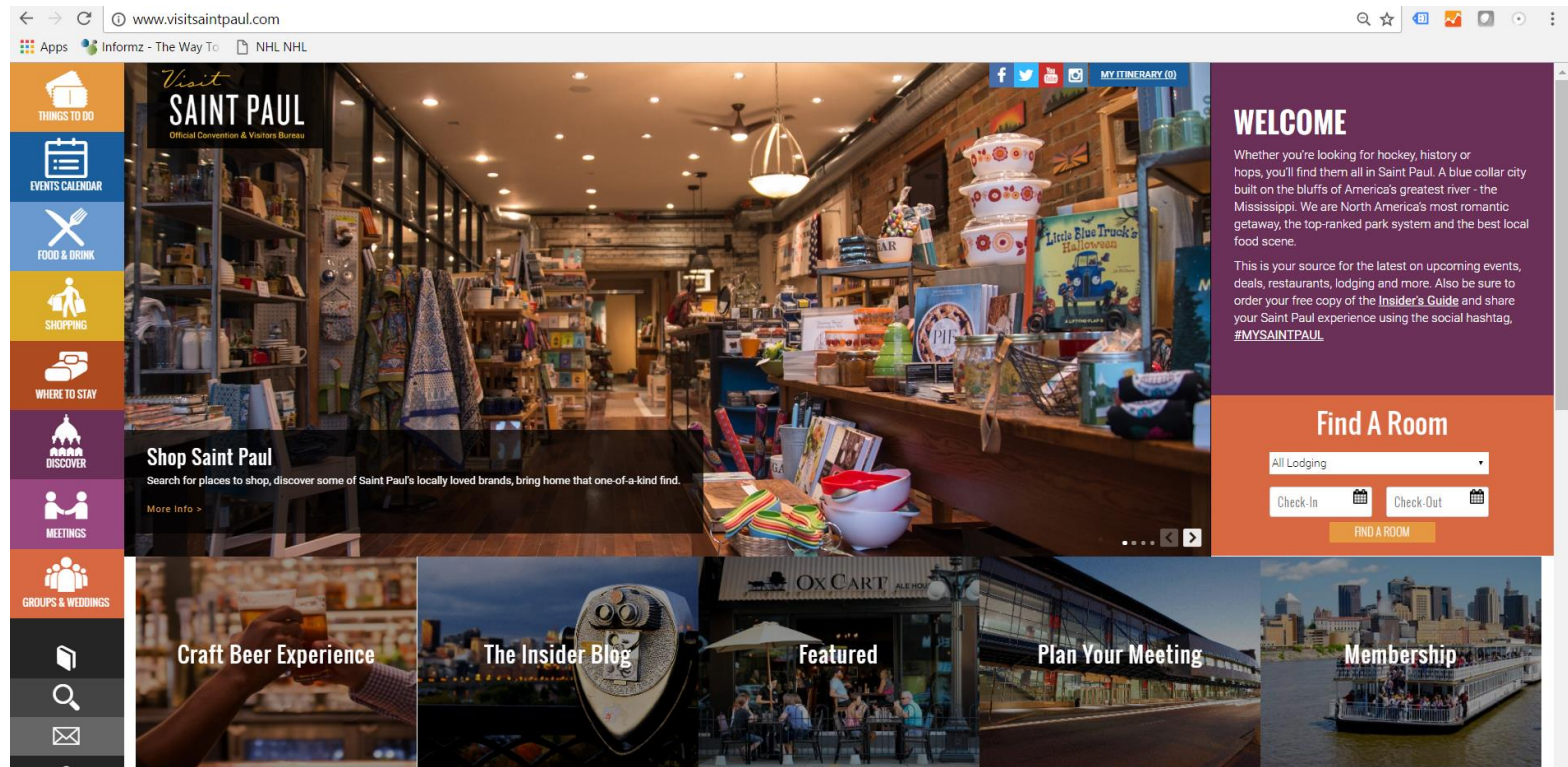 www.visitsaintpaul.com
Apps
Informz - The Way To
NHL NHL
THINGS TO DO
EVENTS CALENDAR
FOOD & DRINK
SHOPPING
WHERE TO STAY
DISCOVER
MEETINGS
GROUPS & WEDDINGS
Visit
SAINT PAUL
Official Convention & Visitors Bureau
You
Tube
MY ITINERARY (0)
Little Blue Truck's
Halloween
A LIFTING-FLAP
PIE
Shop Saint Paul
Search for places to shop, discover some of Saint Paul's locally loved brands, bring home that one-of-a-kind find.
More Info >
WELCOME
Whether you're looking for hockey, history or
hops, you'll find them all in Saint Paul. A blue collar city
built on the bluffs of America's greatest river - the
Mississippi. We are North America's most romantic
getaway, the top-ranked park system and the best local
food scene.
This is your source for the latest on upcoming events,
deals, restaurants, lodging and more. Also be sure to
order your free copy of the Insider's Guide and share
your Saint Paul experience using the social hashtag,
#MYSAINTPAUL
Find A Room
All Lodging
Check-In
Check-Out
FIND A ROOM
OX CART
Craft Beer Experience
The Insider Blog
Featured
Plan Your Meeting
Membership